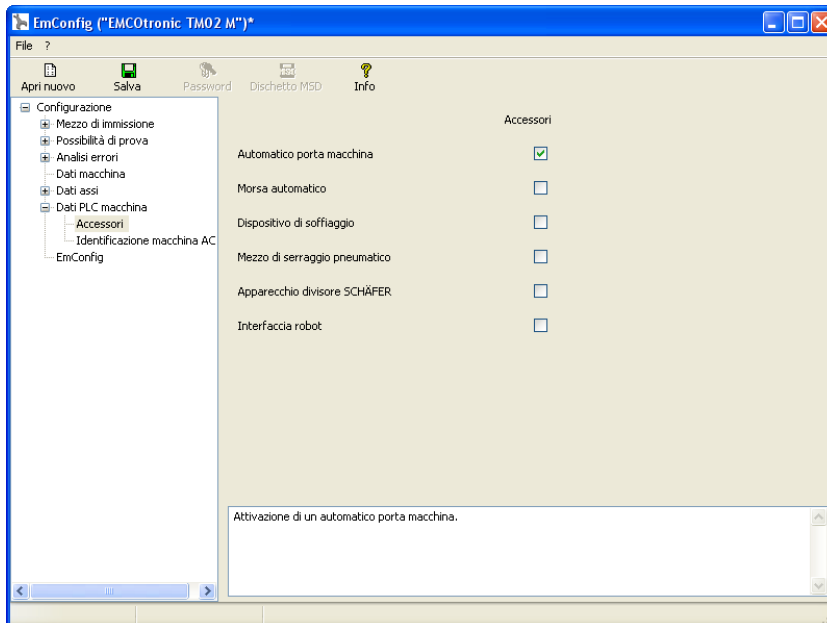 EmConfig ("EMCOtronic TM02 M")*
File ?
Apri nuovo Salva Password Dischetto MSD Info
Configurazione
Mezzo di immissione
Possibilità di prova
Analisi errori
Dati macchina
Dati assi
Dati PLC macchina
Accessori
Identificazione macchina AC
EmConfig
Accessori
Automatico porta macchina
Morsa automatico
Dispositivo di soffiaggio
Mezzo di serraggio pneumatico
Apparecchio divisore SCHÄFER
Interfaccia robot
Attivazione di un automatico porta macchina.